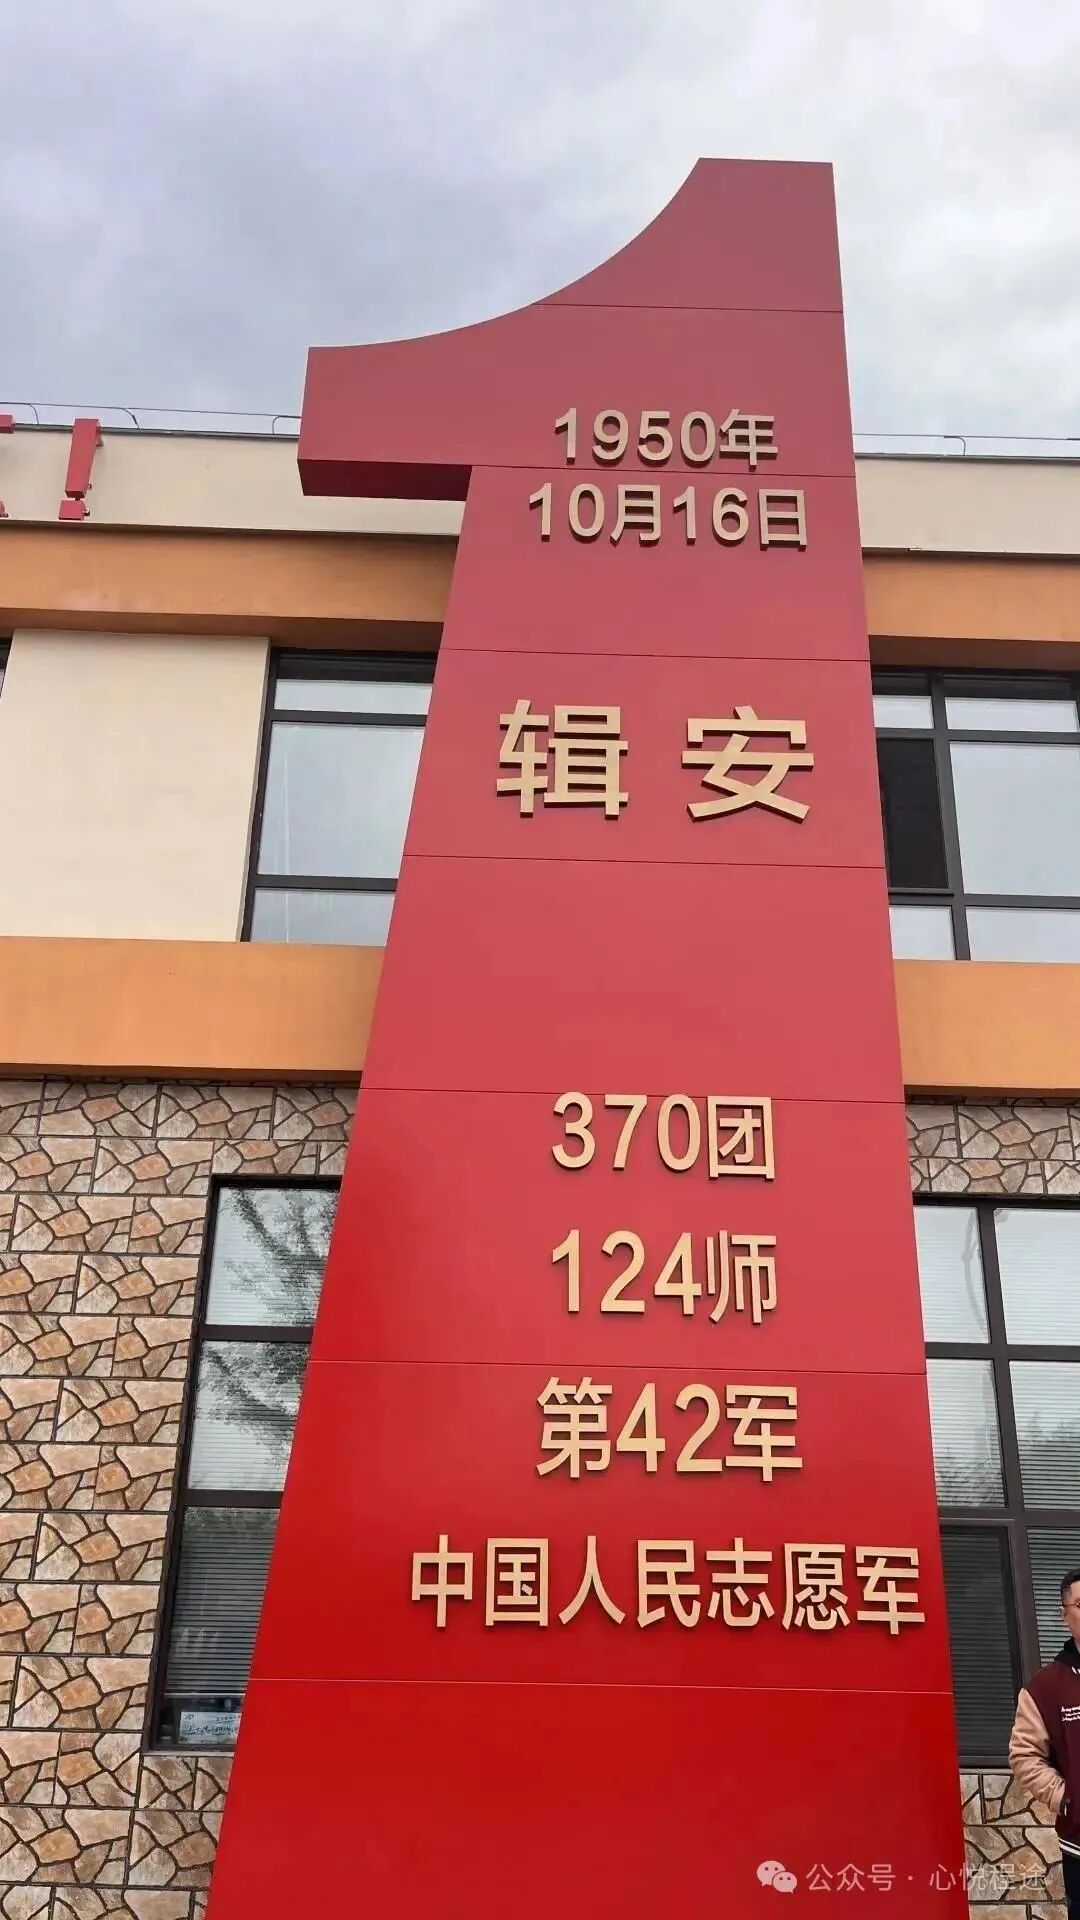 1
1950年
10月16日
辑安
370团
124师
第42军
中国人民志愿军
公众号·心悦程途